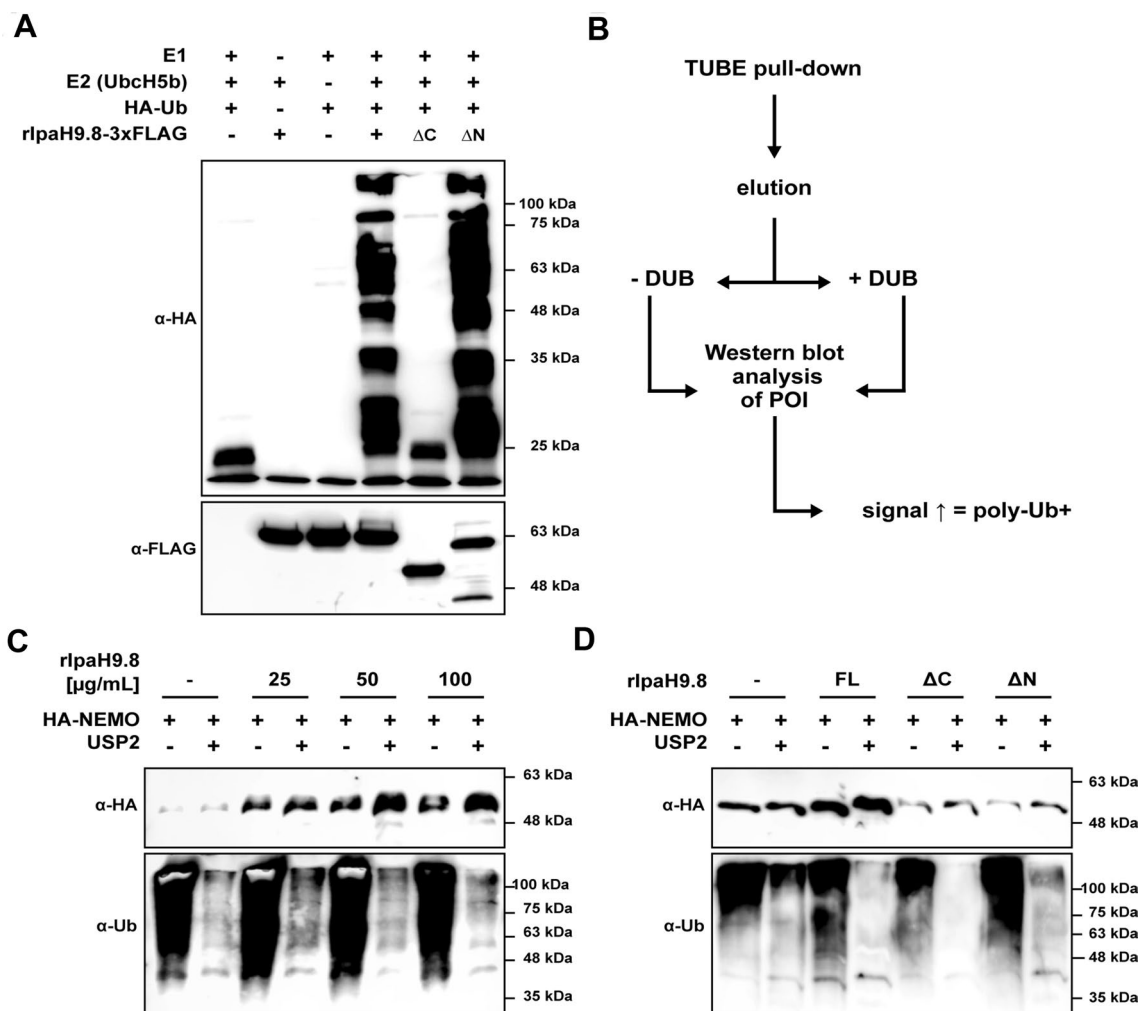 A
E1 + - + + + +
E2 (UbcH5b) + + - + + +
HA-Ub + - + + + +
rIpaH9.8-3xFLAG - + - + ΔC ΔN
α-HA
100 kDa
75 kDa
63 kDa
48 kDa
35 kDa
25 kDa
α-FLAG
63 kDa
48 kDa
B
TUBE pull-down
elution
- DUB + DUB
Western blot
analysis
of POI
signal ↑ = poly-Ub+
C
rIpaH9.8
[µg/mL] - 25 50 100
HA-NEMO + + + + + + + +
USP2 - + - + - + - +
α-HA
63 kDa
48 kDa
α-Ub
100 kDa
75 kDa
63 kDa
48 kDa
35 kDa
D
rIpaH9.8 - FL ΔC ΔN
HA-NEMO + + + + + + + +
USP2 - + - + - + - +
α-HA
63 kDa
48 kDa
α-Ub
100 kDa
75 kDa
63 kDa
48 kDa
35 kDa